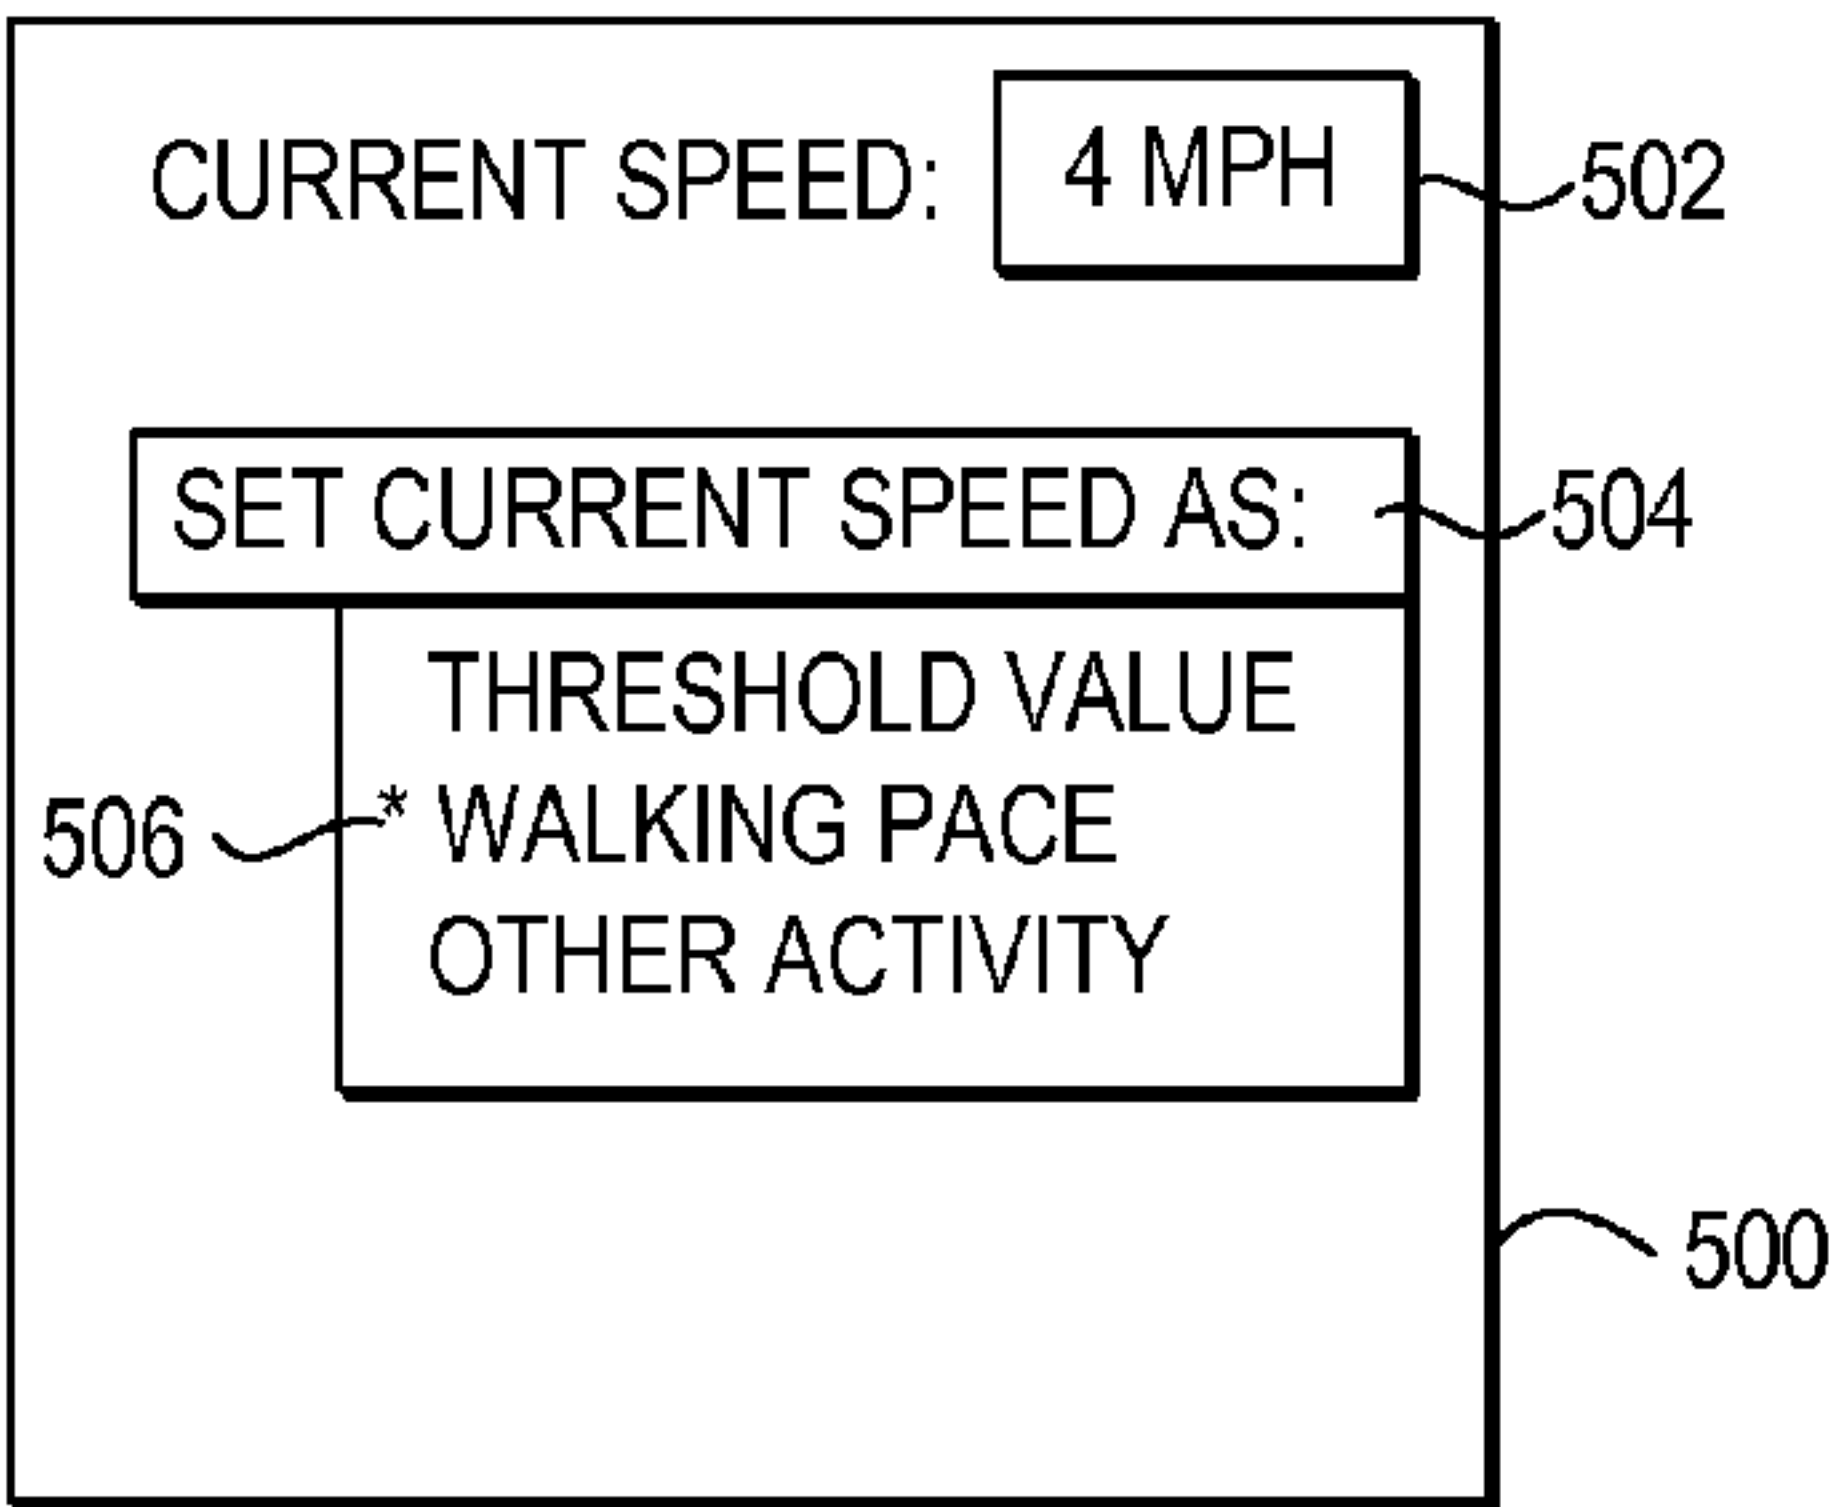 CURRENT SPEED: 4 MPH
502
SET CURRENT SPEED AS:
504
THRESHOLD VALUE
506 * WALKING PACE
OTHER ACTIVITY
500